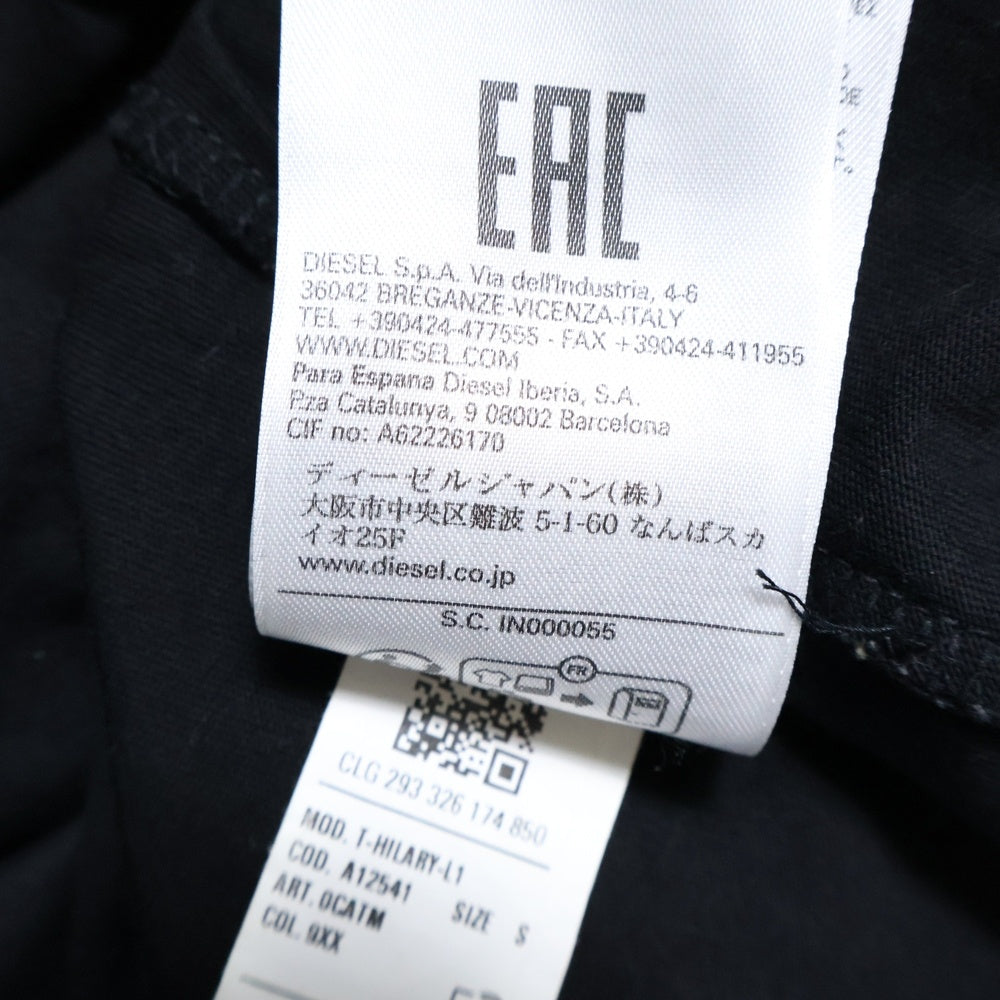 EAC
DIESEL S.p.A. Via dell'Industria, 4-6
36042 BREGANZE-VICENZA-ITALY
TEL +390424-477555 - FAX +390424-411955
WWW.DIESEL.COM
Para Espana Diesel Iberia, S.A.
P.za Catalunya, 9 08002 Barcelona
CIF no: A62226170
ディーゼルジャパン(株)
大阪市中央区難波 5-1-60 なんばスカ
イオ25F
www.diesel.co.jp
S.C. IN000055
FR
CLG 293 326 174 850
MOD. T-HILARY-L1
COD. A12541
ART. 0CATM SIZE S
COL. 9XX